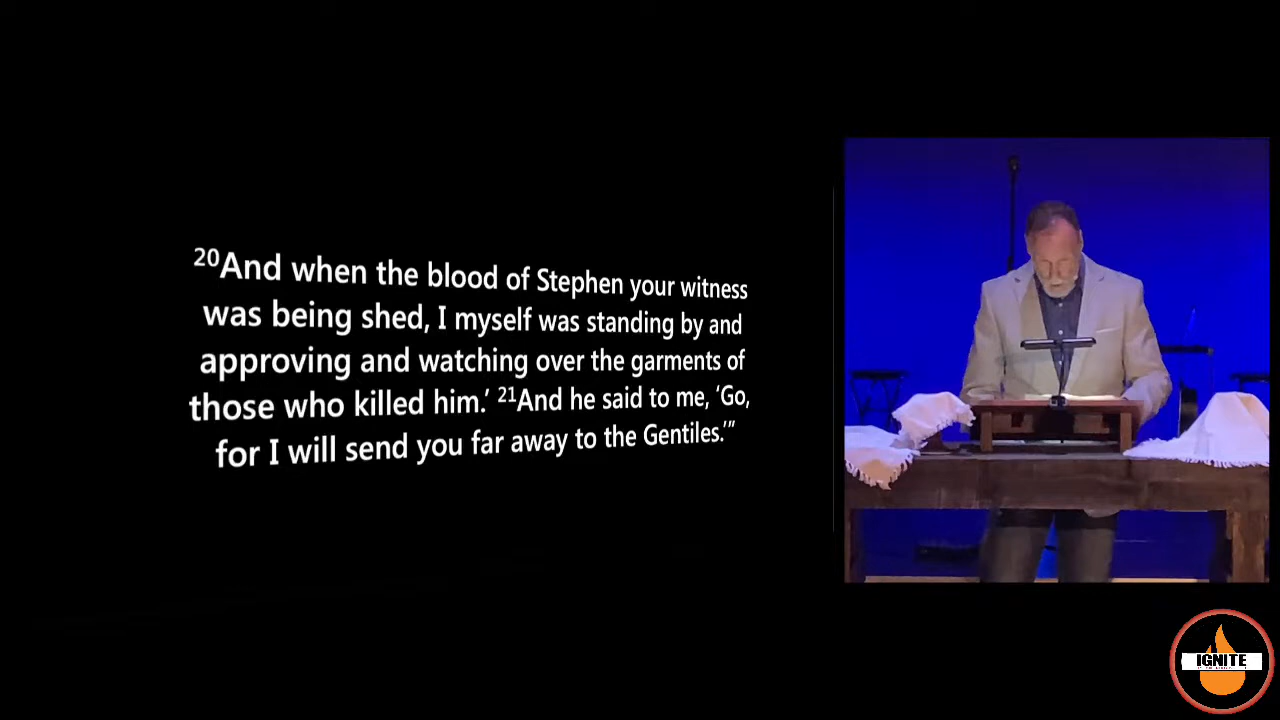 ²⁰And when the blood of Stephen your witness
was being shed, I myself was standing by and
approving and watching over the garments of
those who killed him.’ ²¹And he said to me, ‘Go,
for I will send you far away to the Gentiles.’”
IGNITE